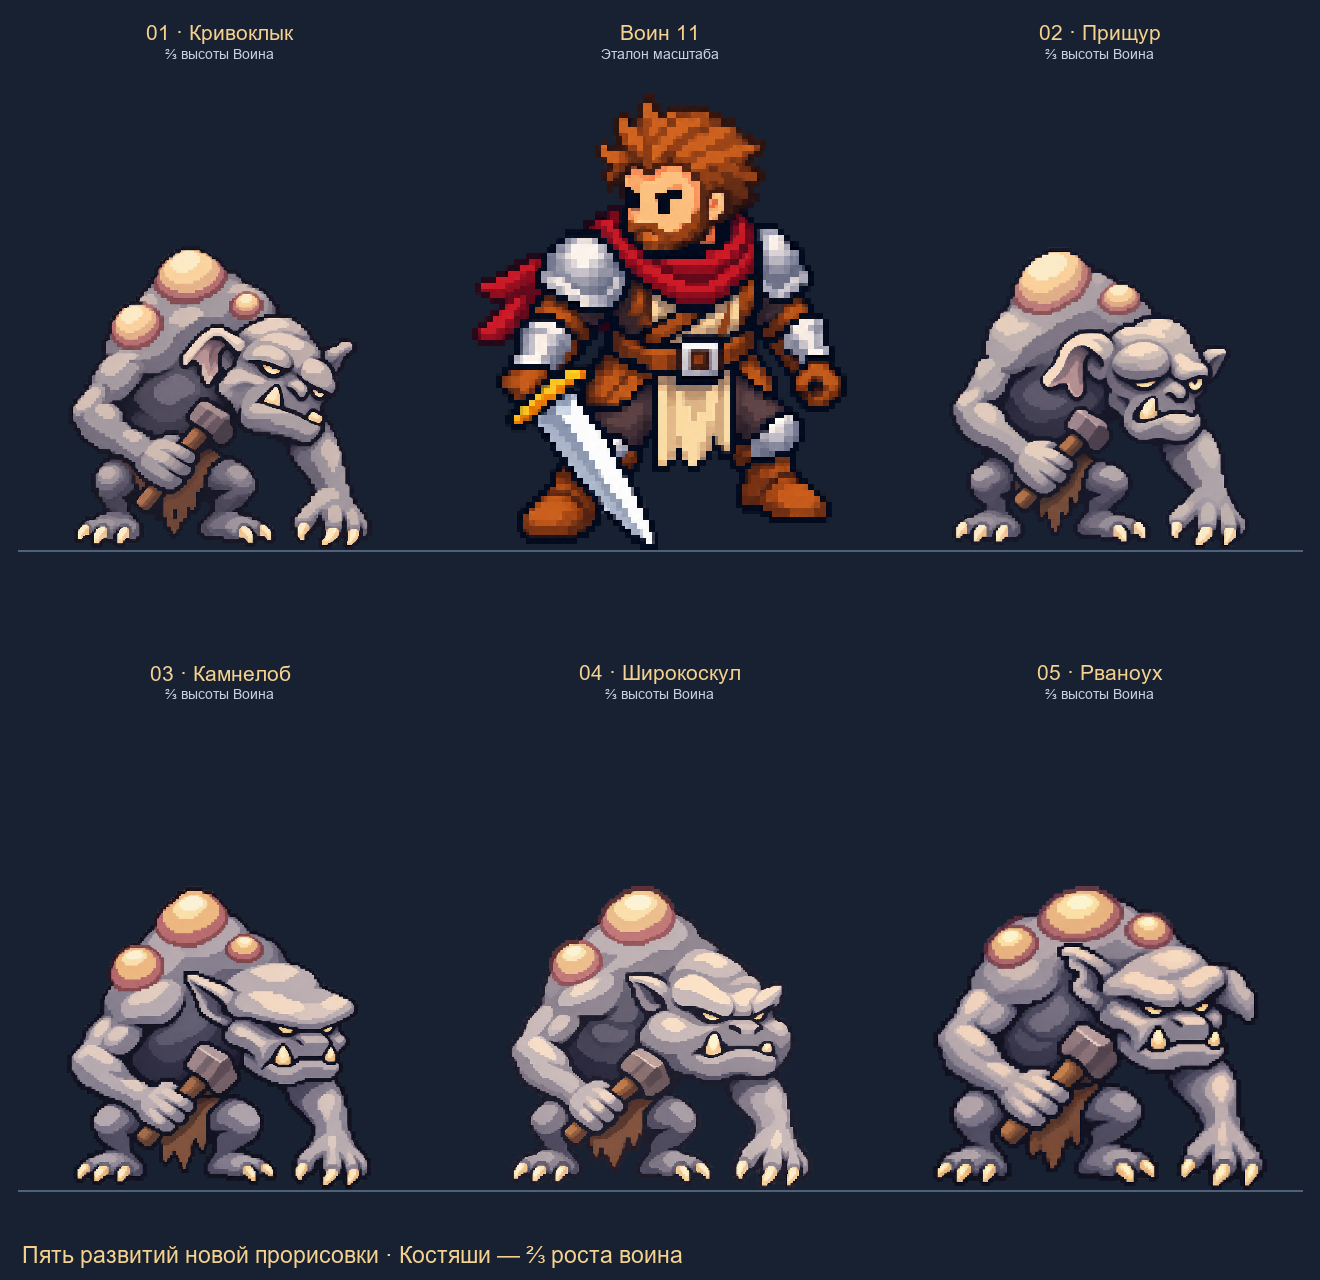 01 · Кривоклык
⅔ высоты Воина
Воин 11
Эталон масштаба
02 · Прищур
⅔ высоты Воина
03 · Камнелоб
⅔ высоты Воина
04 · Широкоскул
⅔ высоты Воина
05 · Рваноух
⅔ высоты Воина
Пять развитий новой прорисовки · Костяши — ⅔ роста воина